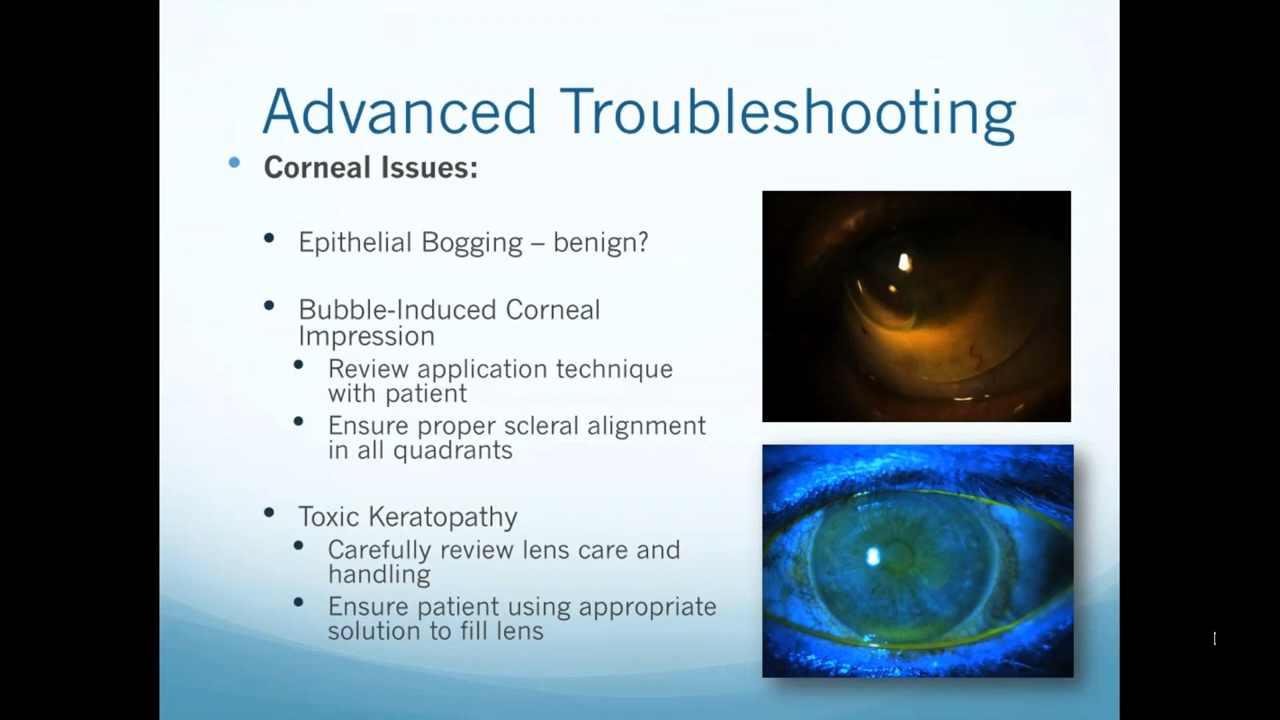 Advanced Troubleshooting
• Corneal Issues:
• Epithelial Bogging – benign?
• Bubble-Induced Corneal
Impression
• Review application technique
with patient
• Ensure proper scleral alignment
in all quadrants
• Toxic Keratopathy
• Carefully review lens care and
handling
• Ensure patient using appropriate
solution to fill lens